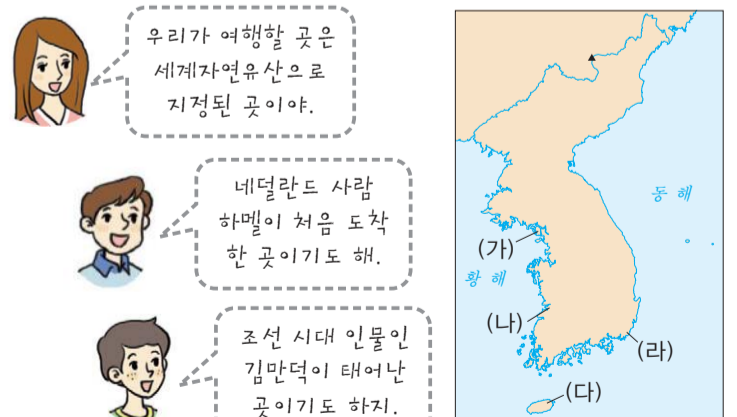 우리가 여행할 곳은
세계자연유산으로
지정된 곳이야.
네덜란드 사람
하멜이 처음 도착
한 곳이기도 해.
조선 시대 인물인
김만덕이 태어난
곳이기도 하지.
동 해
(가)
황 해
(나)
(라)
(다)